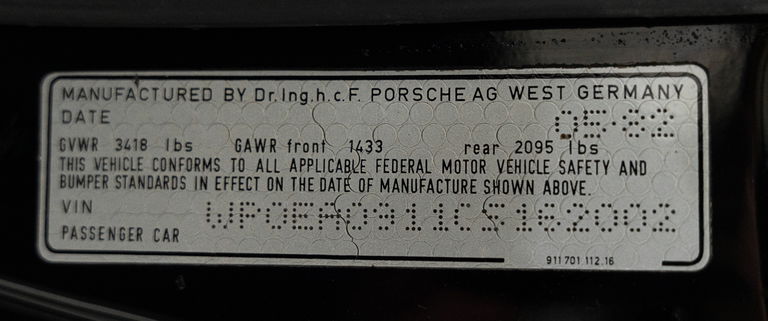 MANUFACTURED BY Dr.Ing.h.c.F. PORSCHE AG WEST GERMANY
DATE 05-82
GVWR 3418 lbs GAWR front 1433 rear 2095 lbs
THIS VEHICLE CONFORMS TO ALL APPLICABLE FEDERAL MOTOR VEHICLE SAFETY AND
BUMPER STANDARDS IN EFFECT ON THE DATE OF MANUFACTURE SHOWN ABOVE.
VIN WP0EA0911CS162002
PASSENGER CAR
911 701 112.16